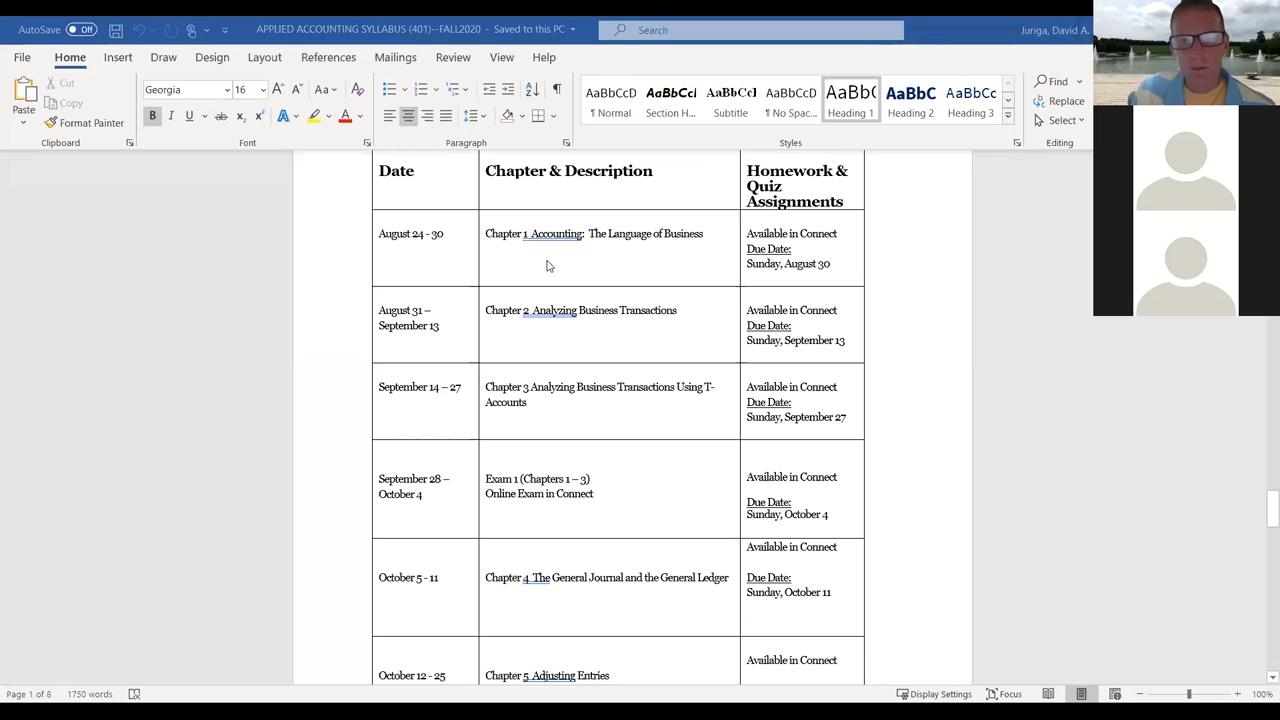 AutoSave Off APPLIED ACCOUNTING SYLLABUS (401)--FALL2020 - Saved to this PC Search Juriga, David A.
File Home Insert Draw Design Layout References Mailings Review View Help
Paste
Cut
Copy
Format Painter
Clipboard
Georgia 16
Font
Paragraph
AaBbCcD AaBbCcI AaBbCcI AaBbCcD AaBb( AaBbC AaBbCcD
¶ Normal Section H... Subtitle ¶ No Spac... Heading 1 Heading 2 Heading 3
Styles
Find
Replace
Select
Editing
Date Chapter & Description Homework &
Quiz
Assignments
August 24 - 30 Chapter 1 Accounting: The Language of Business Available in Connect
Due Date:
Sunday, August 30
August 31 – Chapter 2 Analyzing Business Transactions Available in Connect
September 13 Due Date:
Sunday, September 13
September 14 – 27 Chapter 3 Analyzing Business Transactions Using T- Available in Connect
Accounts Due Date:
Sunday, September 27
September 28 – Exam 1 (Chapters 1 – 3) Available in Connect
October 4 Online Exam in Connect
Due Date:
Sunday, October 4
Available in Connect
October 5 - 11 Chapter 4 The General Journal and the General Ledger Due Date:
Sunday, October 11
Available in Connect
October 12 - 25 Chapter 5 Adjusting Entries
Page 1 of 8 1750 words Display Settings Focus 100%